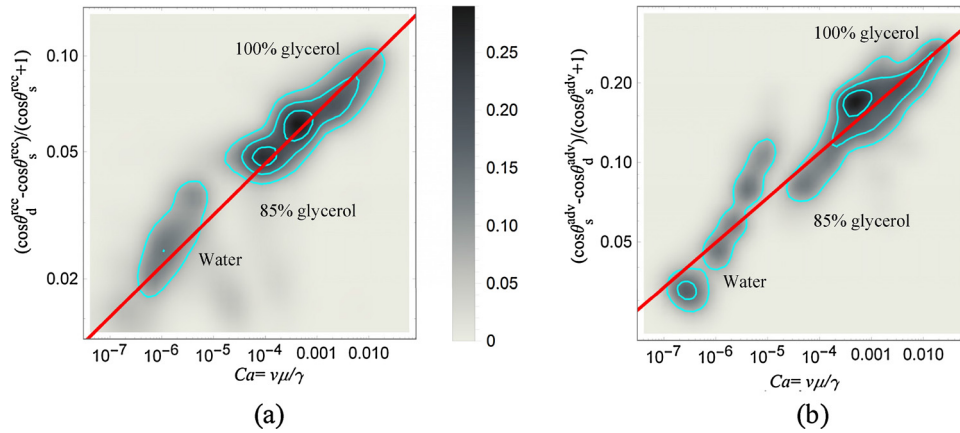 (cosθ_d^rec-cosθ_s^rec)/(cosθ_s^rec+1)
0.10
0.05
0.02
100% glycerol
85% glycerol
Water
10^-7 10^-6 10^-5 10^-4 0.001 0.010
Ca= vμ/γ
(a)
0.25
0.20
0.15
0.10
0.05
0
(cosθ_s^adv-cosθ_d^adv)/(cosθ_s^adv+1)
0.20
0.10
0.05
100% glycerol
85% glycerol
Water
10^-7 10^-6 10^-5 10^-4 0.001 0.010
Ca= vμ/γ
(b)